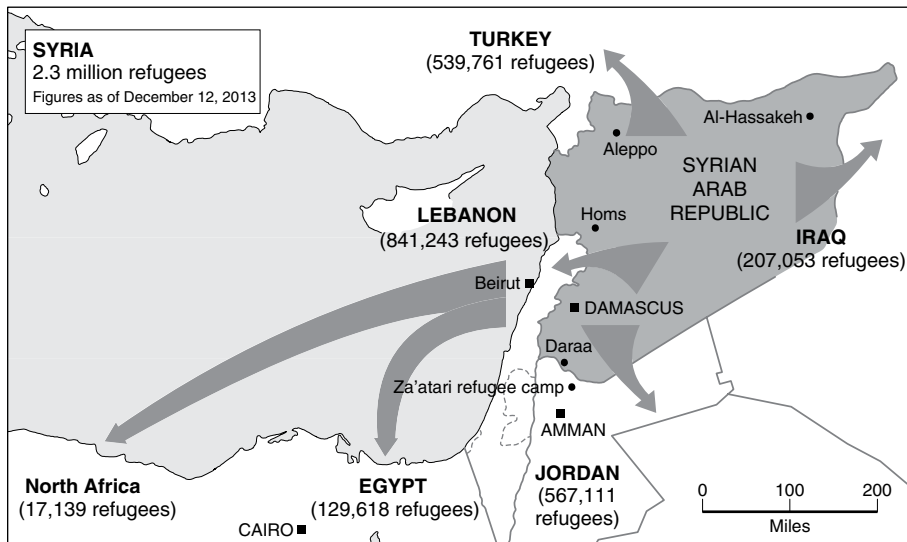 SYRIA
2.3 million refugees
Figures as of December 12, 2013
TURKEY
(539,761 refugees)
Al-Hassakeh
Aleppo
SYRIAN
ARAB
REPUBLIC
Homs
LEBANON
(841,243 refugees)
IRAQ
(207,053 refugees)
Beirut
DAMASCUS
Daraa
Za'atari refugee camp
AMMAN
North Africa
(17,139 refugees)
EGYPT
(129,618 refugees)
CAIRO
JORDAN
(567,111
refugees)
0 100 200
Miles